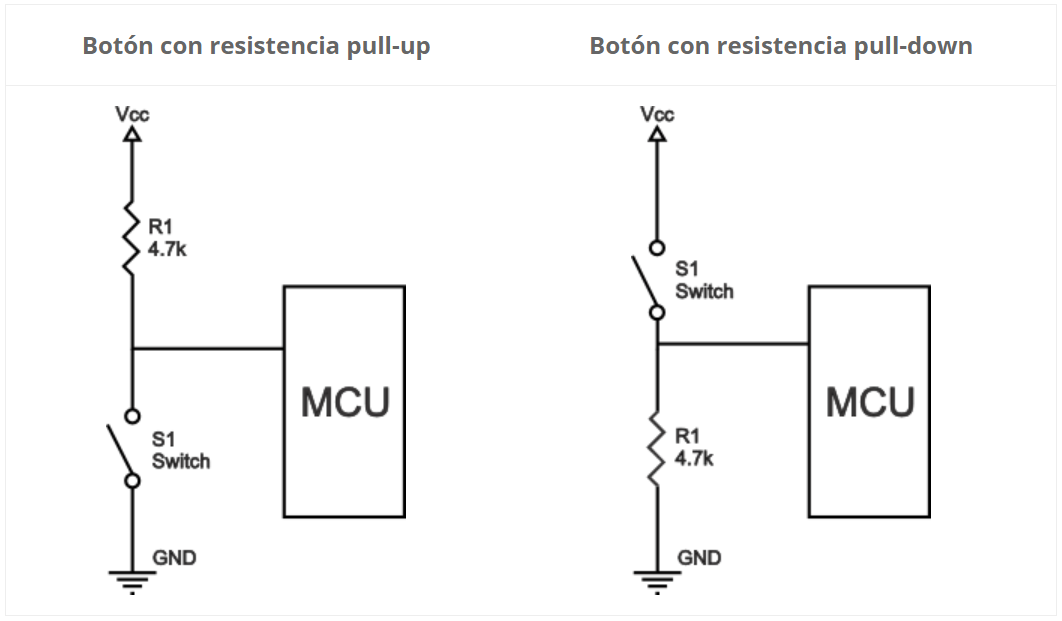 Botón con resistencia pull-up
Botón con resistencia pull-down
Vcc
R1
4.7k
MCU
S1
Switch
GND
Vcc
S1
Switch
MCU
R1
4.7k
GND